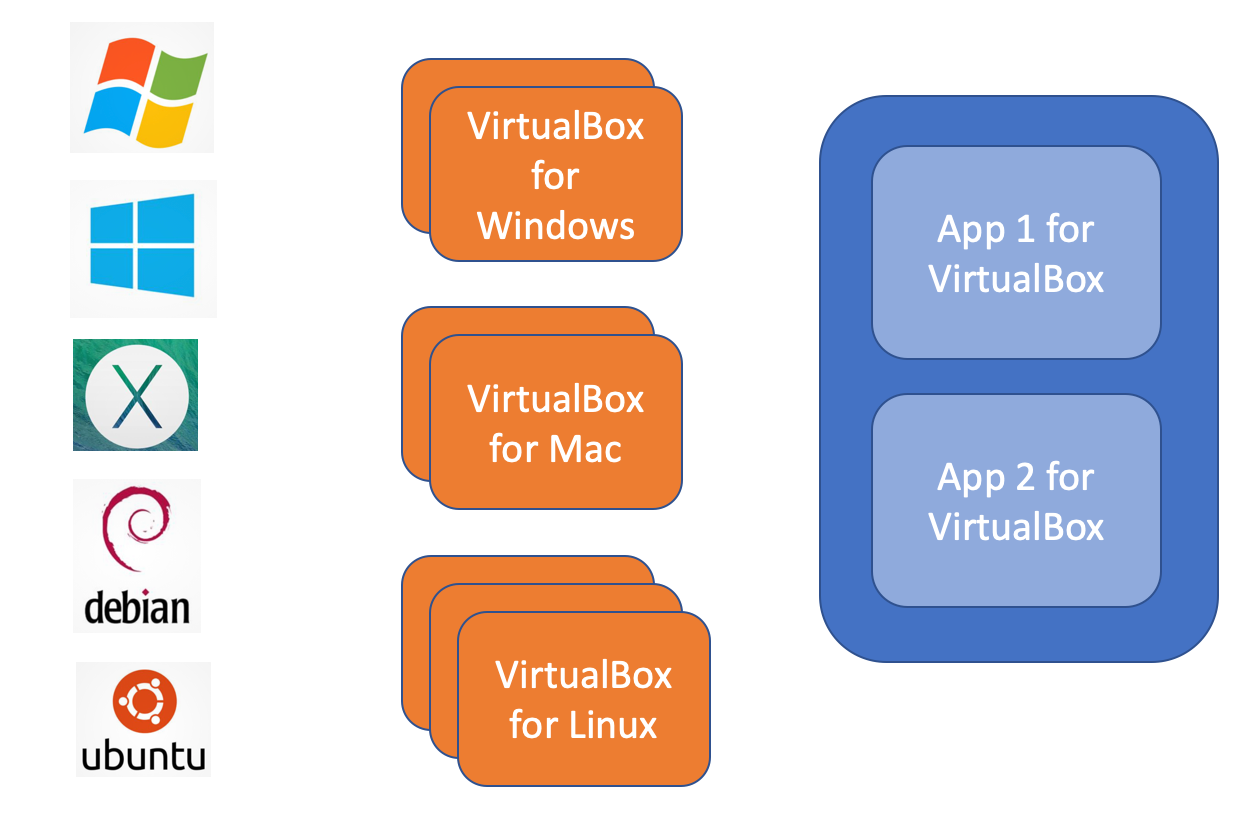 VirtualBox
for
Windows
VirtualBox
for Mac
VirtualBox
for Linux
App 1 for
VirtualBox
App 2 for
VirtualBox
X
debian
ubuntu